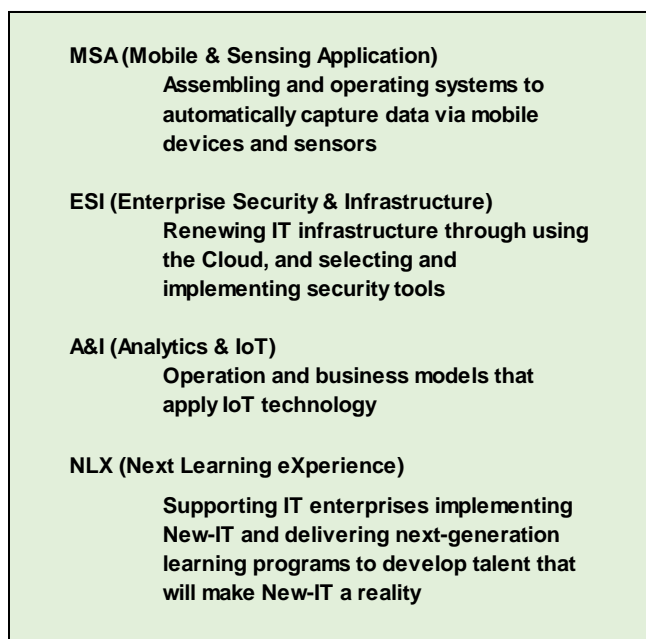 MSA (Mobile & Sensing Application)
Assembling and operating systems to
automatically capture data via mobile
devices and sensors
ESI (Enterprise Security & Infrastructure)
Renewing IT infrastructure through using
the Cloud, and selecting and
implementing security tools
A&I (Analytics & IoT)
Operation and business models that
apply IoT technology
NLX (Next Learning eXperience)
Supporting IT enterprises implementing
New-IT and delivering next-generation
learning programs to develop talent that
will make New-IT a reality